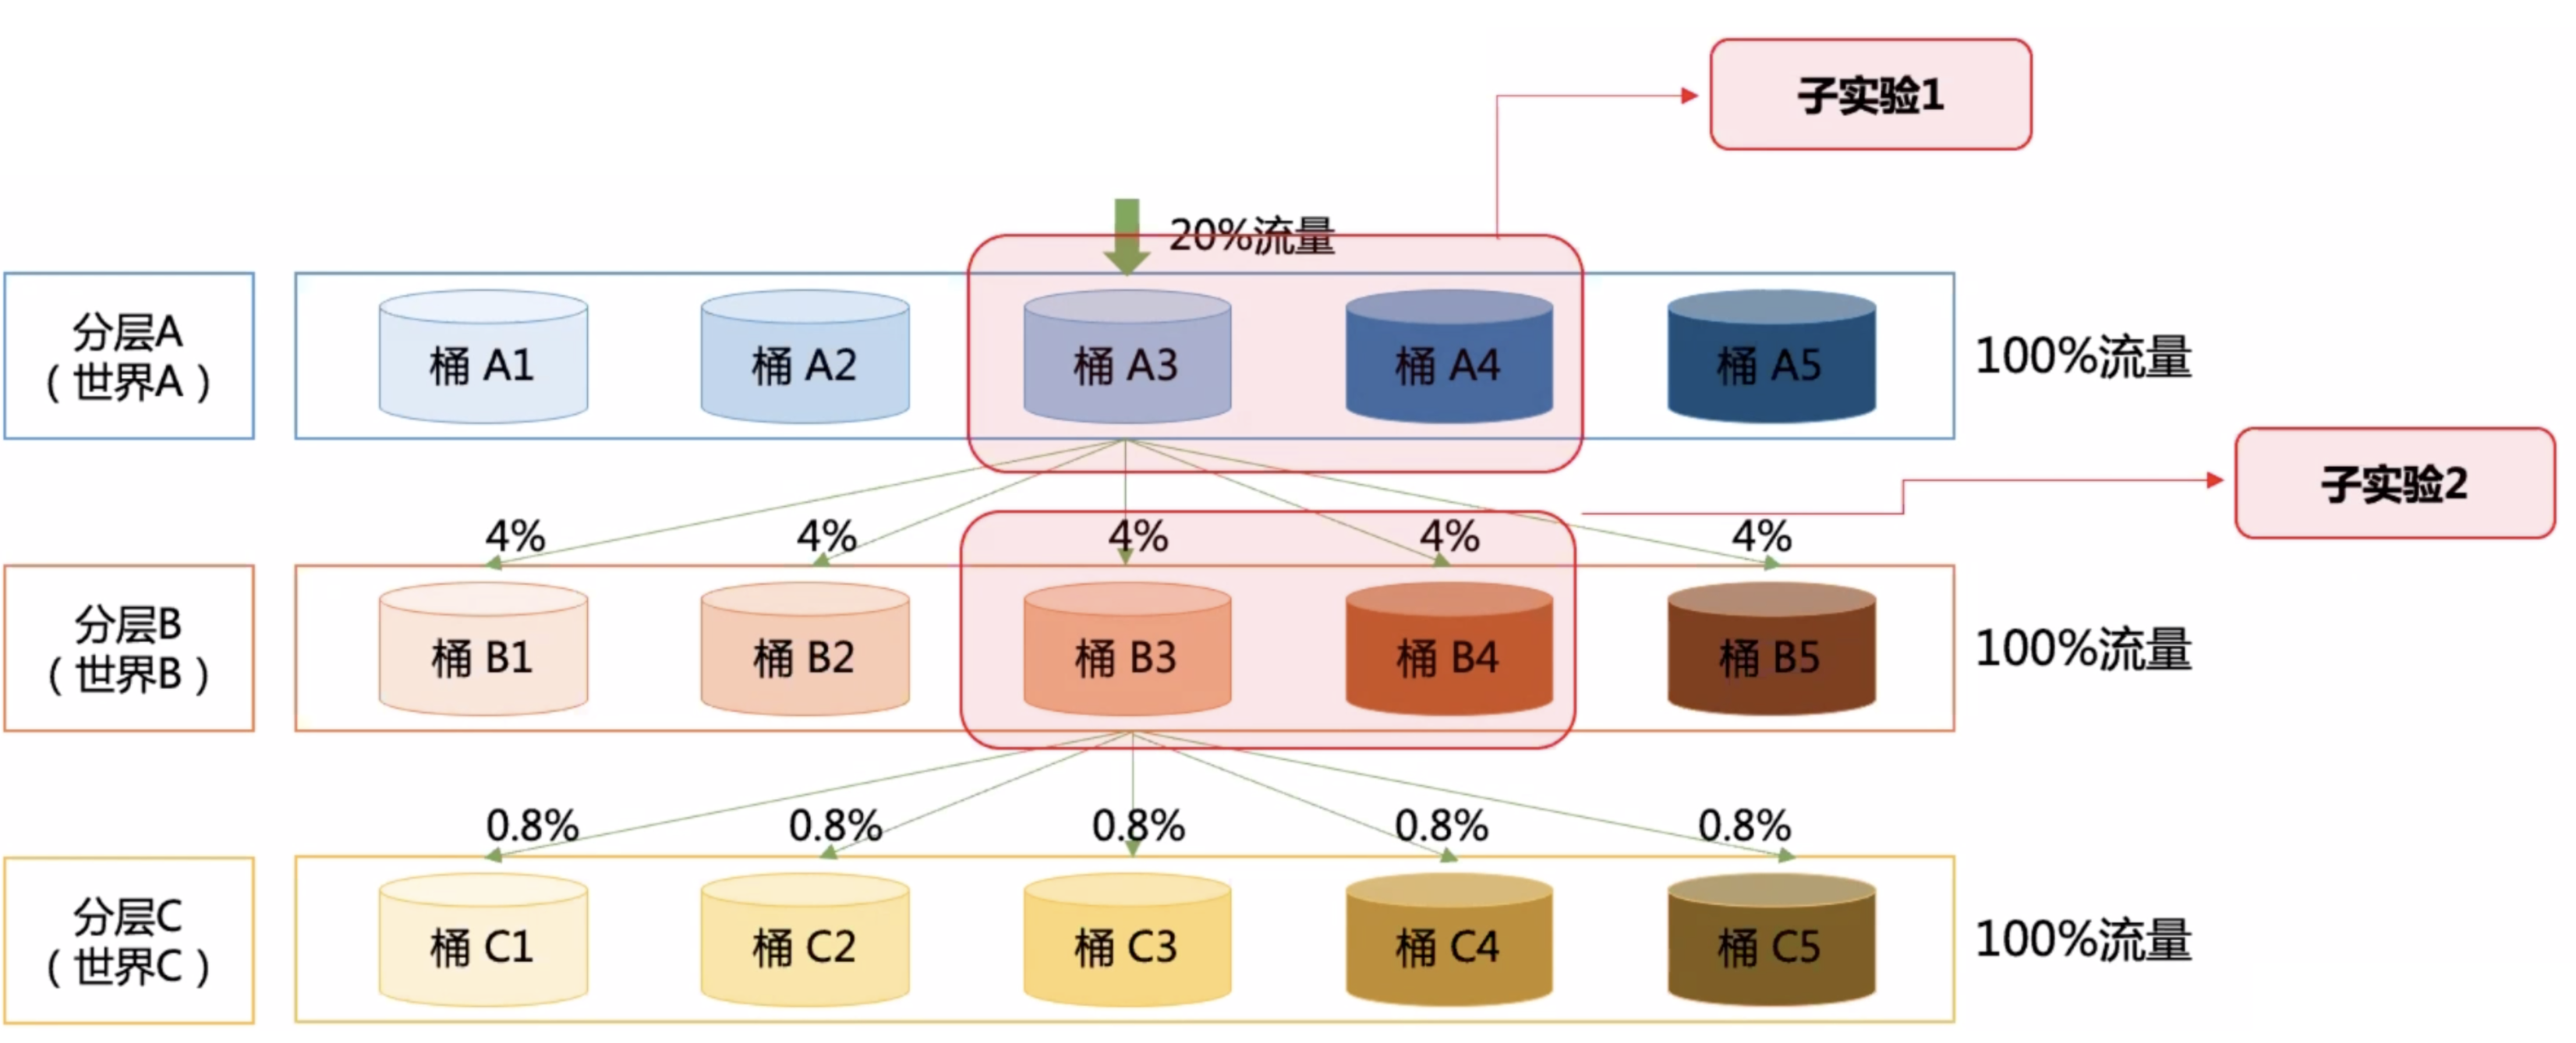 子实验1
20%流量
分层A
（世界A）
桶 A1
桶 A2
桶 A3
桶 A4
桶 A5
100%流量
子实验2
4%
4%
4%
4%
4%
分层B
（世界B）
桶 B1
桶 B2
桶 B3
桶 B4
桶 B5
100%流量
0.8%
0.8%
0.8%
0.8%
0.8%
分层C
（世界C）
桶 C1
桶 C2
桶 C3
桶 C4
桶 C5
100%流量